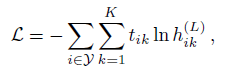 \mathcal{L} = - \sum_{i \in \mathcal{Y}} \sum_{k=1}^{K} t_{ik} \ln h_{ik}^{(L)} ,